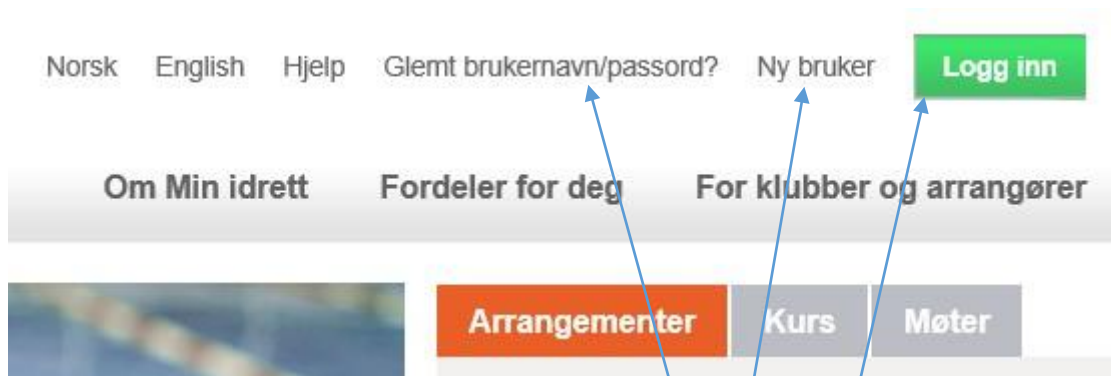 Norsk English Hjelp Glemt brukernavn/passord? Ny bruker Logg inn
Om Min idrett Fordeler for deg For klubber og arrangører
Arrangementer Kurs Møter